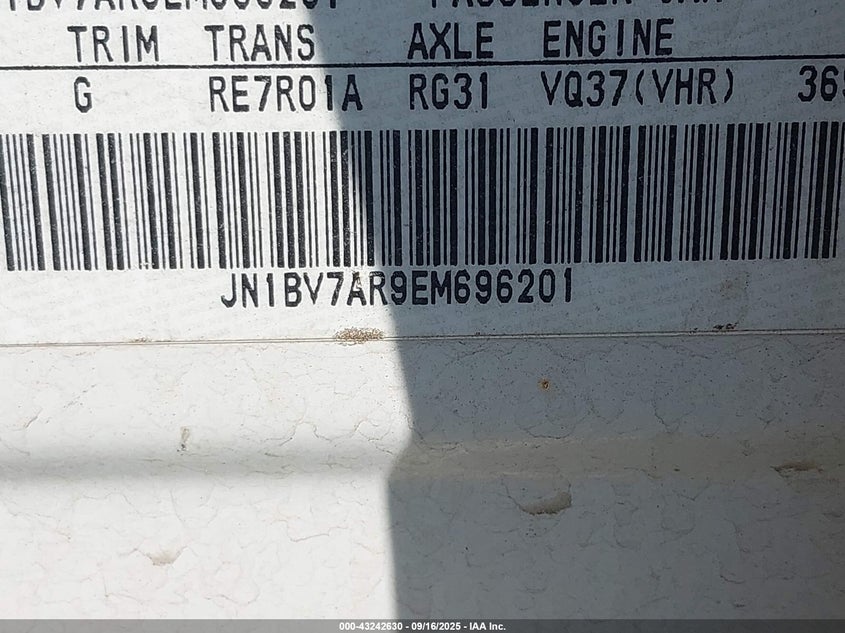 TRIM TRANS AXLE ENGINE
G RE7R01A RG31 VQ37(VHR)
JN1BV7AR9EM696201
000-43242630 - 09/16/2025 - IAA Inc.